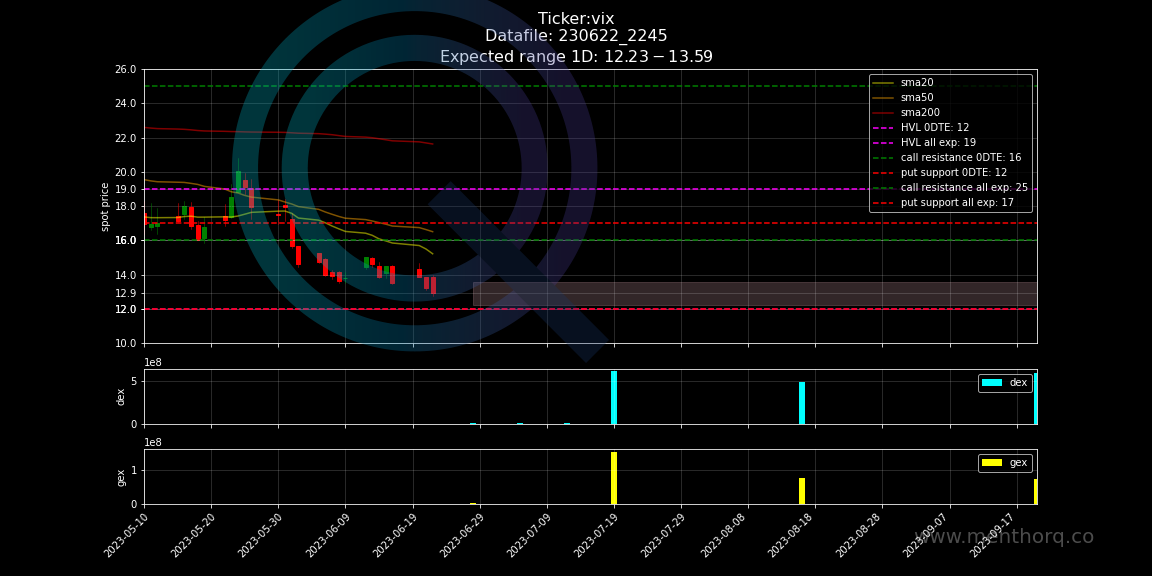 Ticker:vix
Datafile: 230622_2245
Expected range 1D: 12.23 − 13.59
26.0
24.0
22.0
20.0
19.0
18.0
17.0
16.0
14.0
12.9
12.0
10.0
spot price
sma20
sma50
sma200
HVL 0DTE: 12
HVL all exp: 19
call resistance 0DTE: 16
put support 0DTE: 12
call resistance all exp: 25
put support all exp: 17
1e8
5
0
dex
dex
1e8
1
0
gex
gex
2023-05-10
2023-05-20
2023-05-30
2023-06-09
2023-06-19
2023-06-29
2023-07-09
2023-07-19
2023-07-29
2023-08-08
2023-08-18
2023-08-28
2023-09-07
2023-09-17
www.menthorq.co